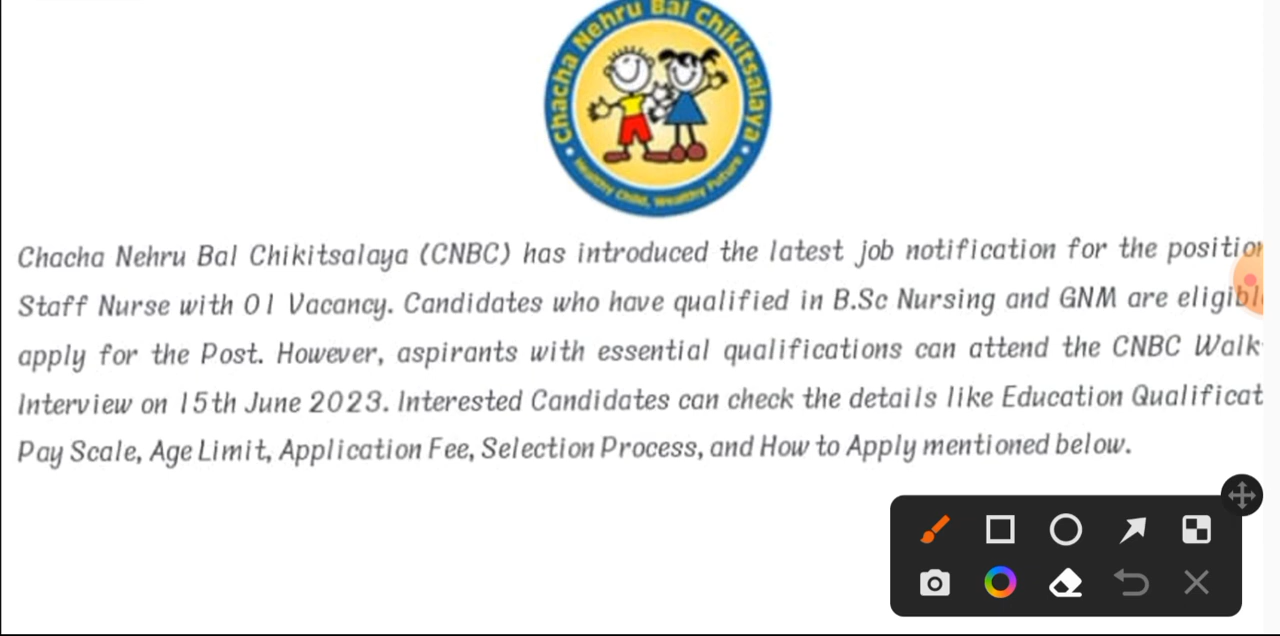 Chacha Nehru Bal Chikitsalaya
Healthy Child, Wealthy Future
Chacha Nehru Bal Chikitsalaya (CNBC) has introduced the latest job notification for the position
Staff Nurse with 01 Vacancy. Candidates who have qualified in B.Sc Nursing and GNM are eligibl
apply for the Post. However, aspirants with essential qualifications can attend the CNBC Walk-
Interview on 15th June 2023. Interested Candidates can check the details like Education Qualificat
Pay Scale, Age Limit, Application Fee, Selection Process, and How to Apply mentioned below.